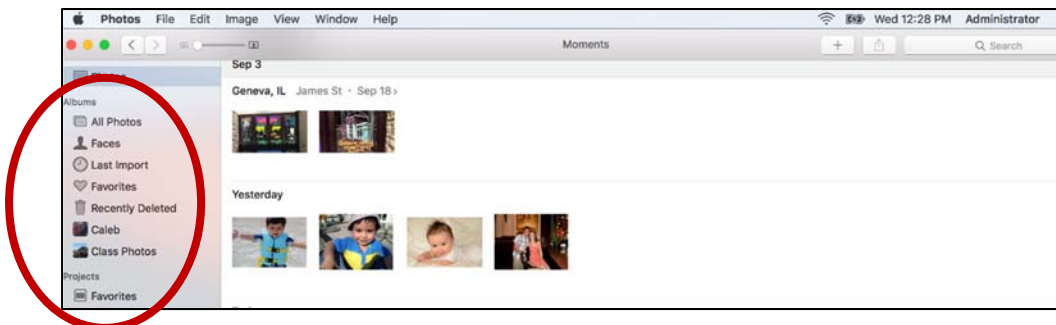 Photos File Edit Image View Window Help Wed 12:28 PM Administrator
Moments Search
Photos
Sep 3
Albums
Geneva, IL James St · Sep 18 >
All Photos
Faces
Last Import
Favorites
Yesterday
Recently Deleted
Caleb
Class Photos
Projects
Favorites